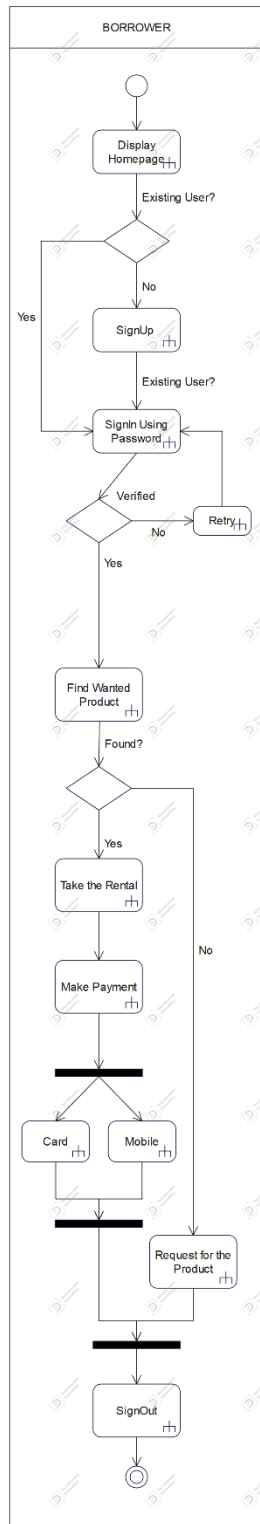 BORROWER
Display
Homepage
Existing User?
No
Yes
SignUp
Existing User?
SignIn Using
Password
Verified
No
Retry
Yes
Find Wanted
Product
Found?
Yes
Take the Rental
No
Make Payment
Card
Mobile
Request for the
Product
SignOut